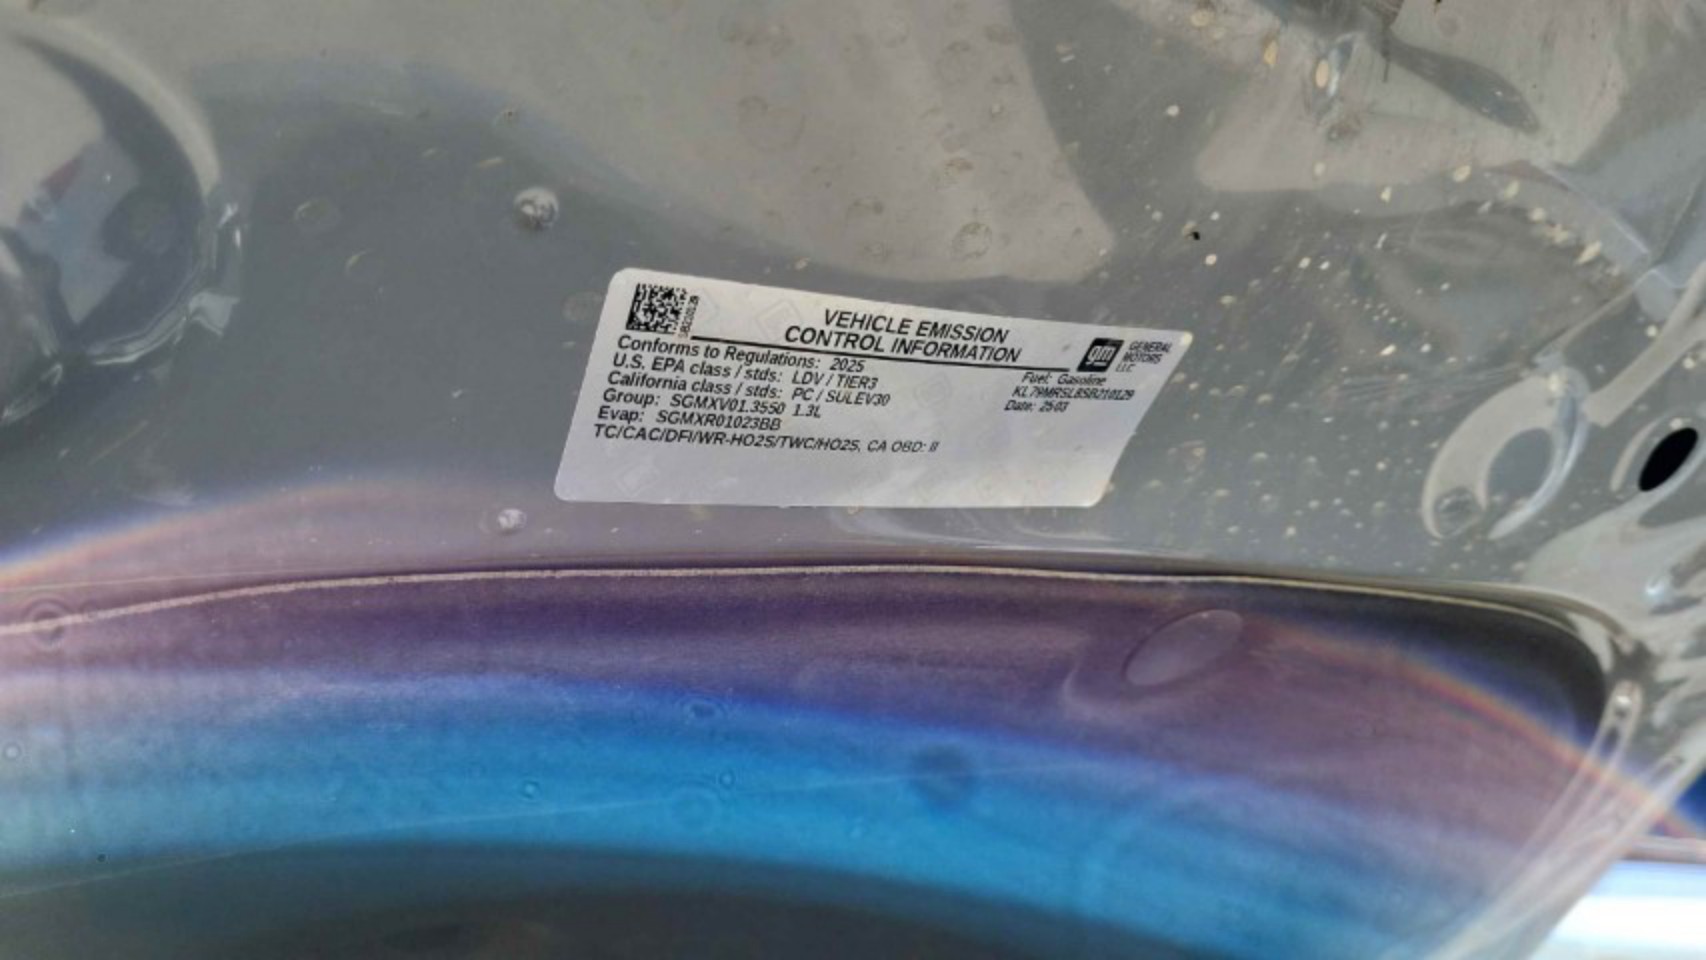 VEHICLE EMISSION
CONTROL INFORMATION
gm GENERAL
MOTORS
LLC
Conforms to Regulations: 2025
U.S. EPA class / stds: LDV / TIER3
California class / stds: PC / SULEV30
Group: SGMXV01.3550 1.3L
Evap: SGMXR01023BB
TC/CAC/DFI/WR-HO2S/TWC/HO2S, CA OBD: II
Fuel: Gasoline
KL79MRSL8SB210129
Date: 25 03